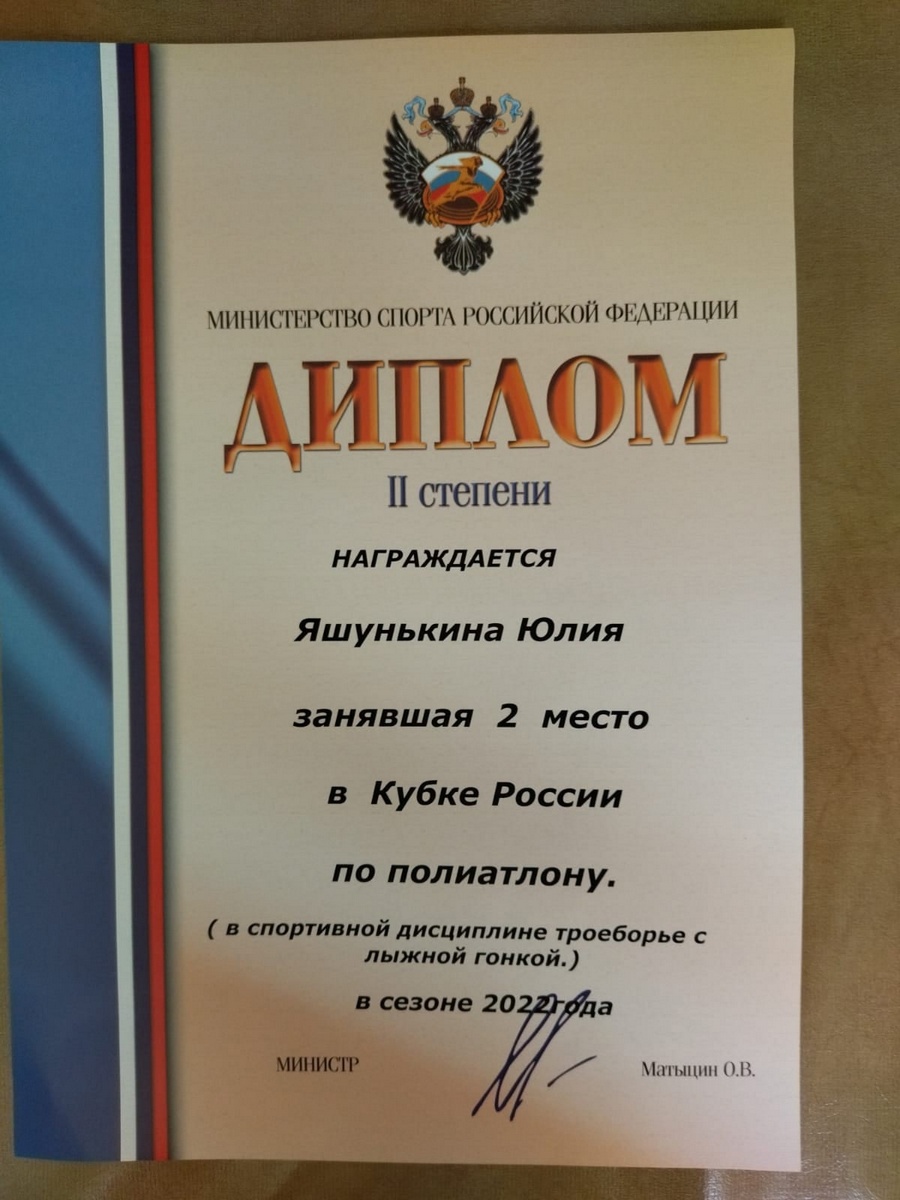 МИНИСТЕРСТВО СПОРТА РОССИЙСКОЙ ФЕДЕРАЦИИ
ДИПЛОМ
II степени
НАГРАЖДАЕТСЯ
Яшунькина Юлия
занявшая 2 место
в Кубке России
по полиатлону.
( в спортивной дисциплине троеборье с
лыжной гонкой.)
в сезоне 2022года
МИНИСТР Матыцин О.В.